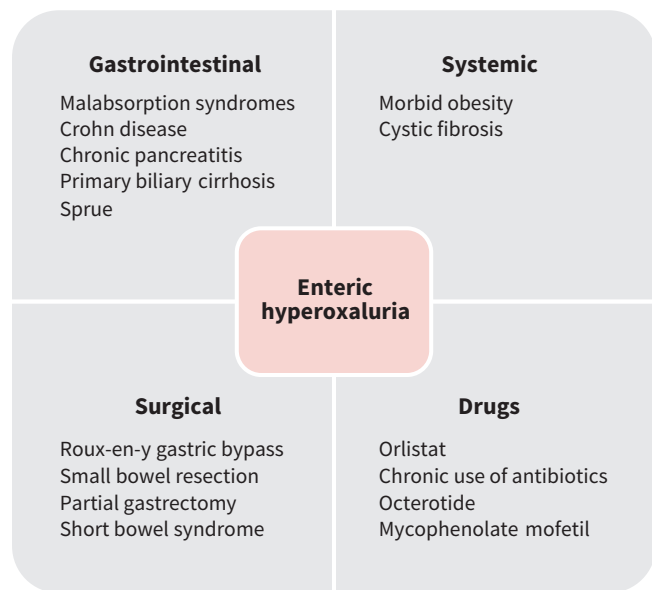 Gastrointestinal
Malabsorption syndromes
Crohn disease
Chronic pancreatitis
Primary biliary cirrhosis
Sprue
Systemic
Morbid obesity
Cystic fibrosis
Enteric
hyperoxaluria
Surgical
Roux-en-y gastric bypass
Small bowel resection
Partial gastrectomy
Short bowel syndrome
Drugs
Orlistat
Chronic use of antibiotics
Octerotide
Mycophenolate mofetil